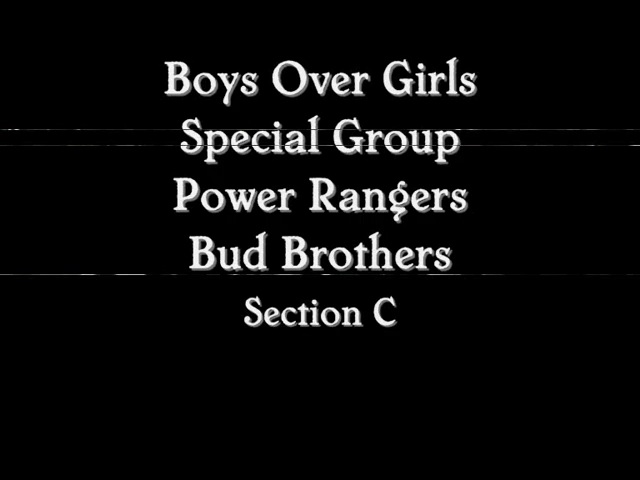 Boys Over Girls
Special Group
Power Rangers
Bud Brothers
Section C